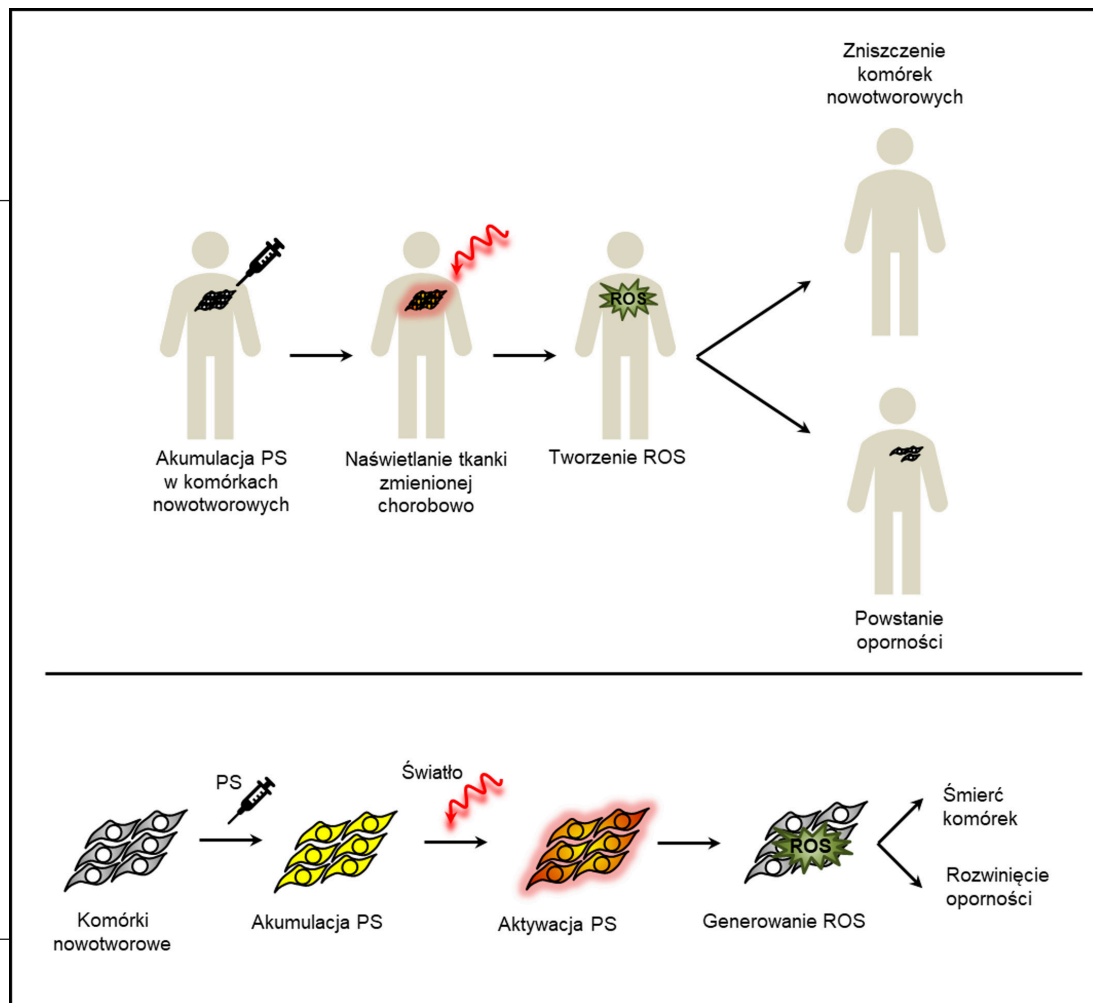 Zniszczenie
komórek
nowotworowych
ROS
Akumulacja PS
w komórkach
nowotworowych
Naświetlanie tkanki
zmienionej
chorobowo
Tworzenie ROS
Powstanie
oporności
PS
Światło
ROS
Śmierć
komórek
Rozwinięcie
oporności
Komórki
nowotworowe
Akumulacja PS
Aktywacja PS
Generowanie ROS